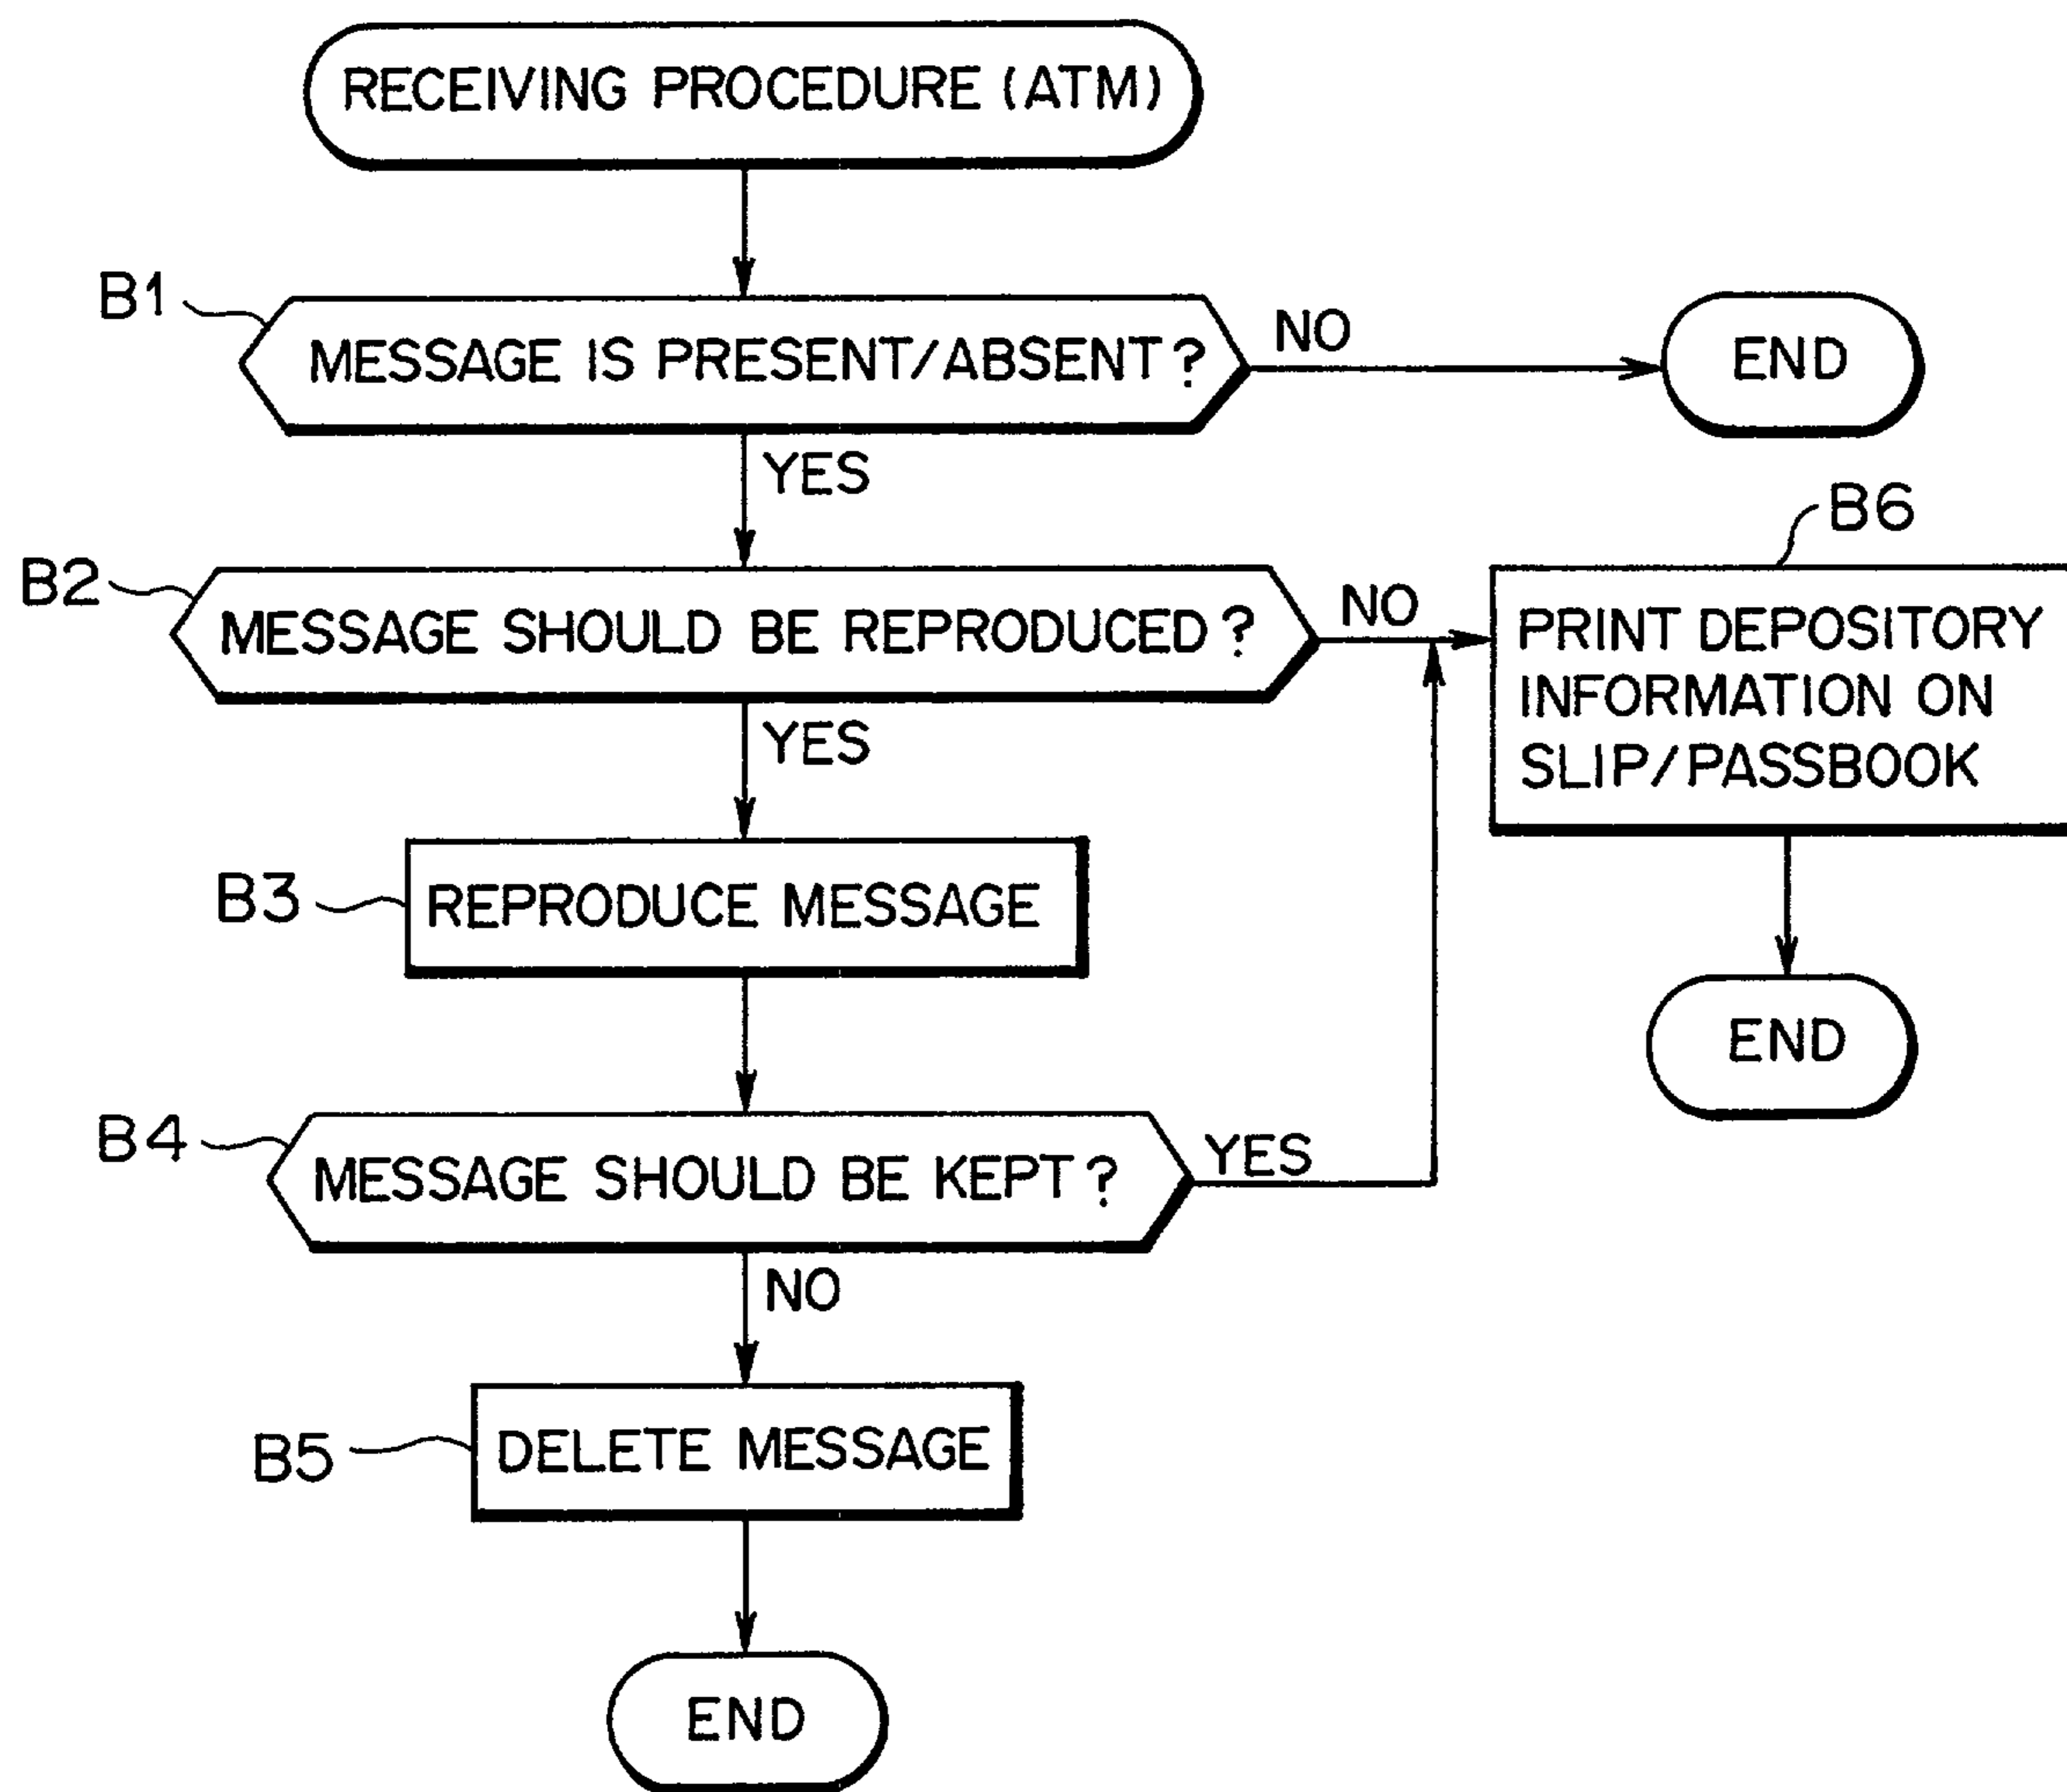 RECEIVING PROCEDURE (ATM)
B1
MESSAGE IS PRESENT/ABSENT?
NO
END
YES
B2
MESSAGE SHOULD BE REPRODUCED?
NO
B6
PRINT DEPOSITORY
INFORMATION ON
SLIP/PASSBOOK
END
YES
B3
REPRODUCE MESSAGE
B4
MESSAGE SHOULD BE KEPT?
YES
NO
B5
DELETE MESSAGE
END